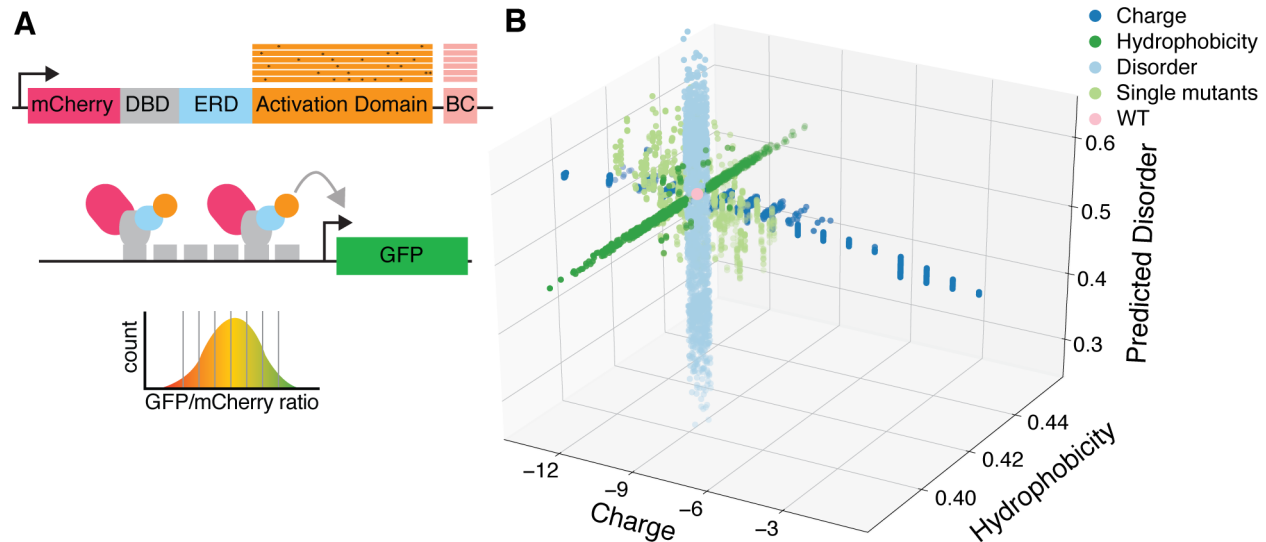 A
mCherry DBD ERD Activation Domain BC
GFP
count
GFP/mCherry ratio
B
Charge
Hydrophobicity
Disorder
Single mutants
WT
0.6
0.5
0.4
0.3
Predicted Disorder
0.44
0.42
0.40
Hydrophobicity
−12
−9
−6
−3
Charge